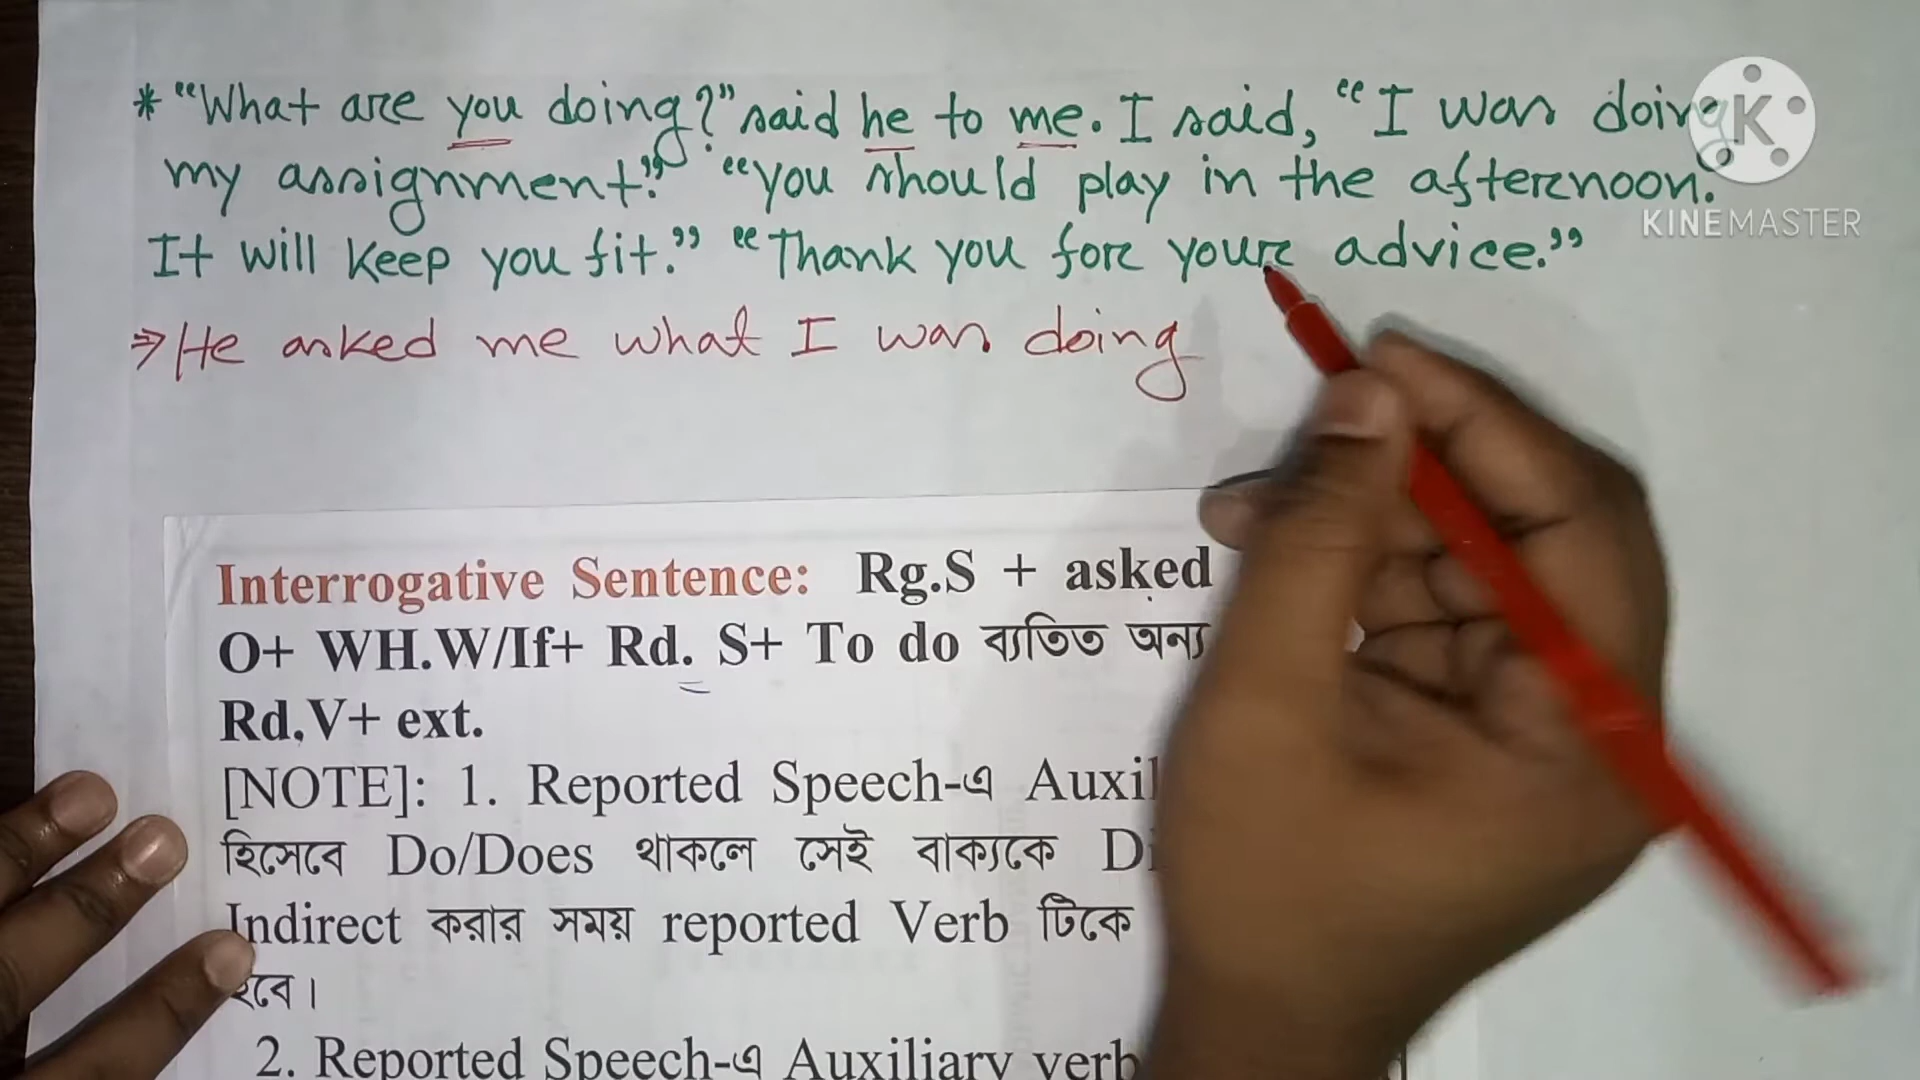 * "What are you doing?" said he to me. I said, "I was doing
my assignment." "you should play in the afternoon.
It will keep you fit." "Thank you for your advice."
⇒ He asked me what I was doing
K
KINEMASTER
Interrogative Sentence: Rg.S + asked
O+ WH.W/If+ Rd. S+ To do ব্যতিত অন্য
Rd.V+ ext.
[NOTE]: 1. Reported Speech-এ
হিসেবে Do/Does থাকলে সেই বাক্যকে
Indirect করার সময় reported Verb টিকে
হবে।
2. Reported Speech-এ Auxiliary verb